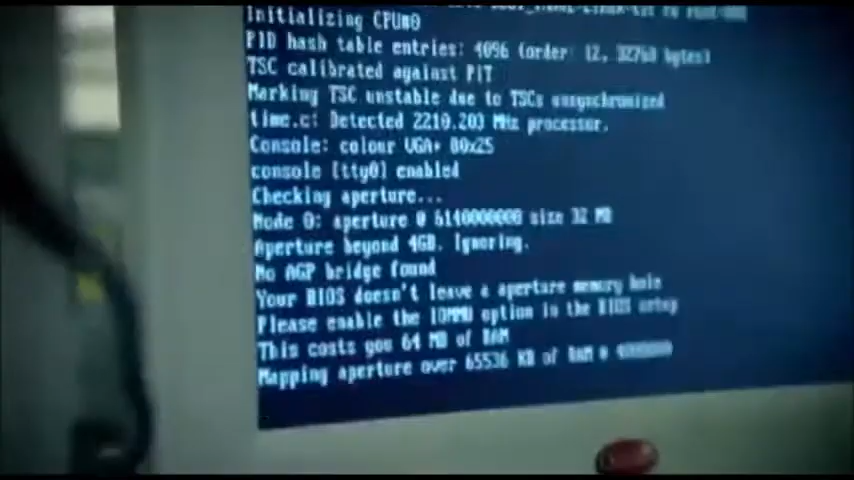 Initializing CPU#0
PID hash table entries: 4096 (order: 12, 32768 bytes)
TSC calibrated against PIT
Marking TSC unstable due to TSCs unsynchronized
time.c: Detected 2210.203 MHz processor.
Console: colour VGA+ 80x25
console [tty0] enabled
Checking aperture...
Node 0: aperture @ 6140000000 size 32 MB
Aperture beyond 4GB. Ignoring.
No AGP bridge found
Your BIOS doesn't leave a aperture memory hole
Please enable the IOMMU option in the BIOS setup
This costs you 64 MB of RAM
Mapping aperture over 65536 KB of RAM @